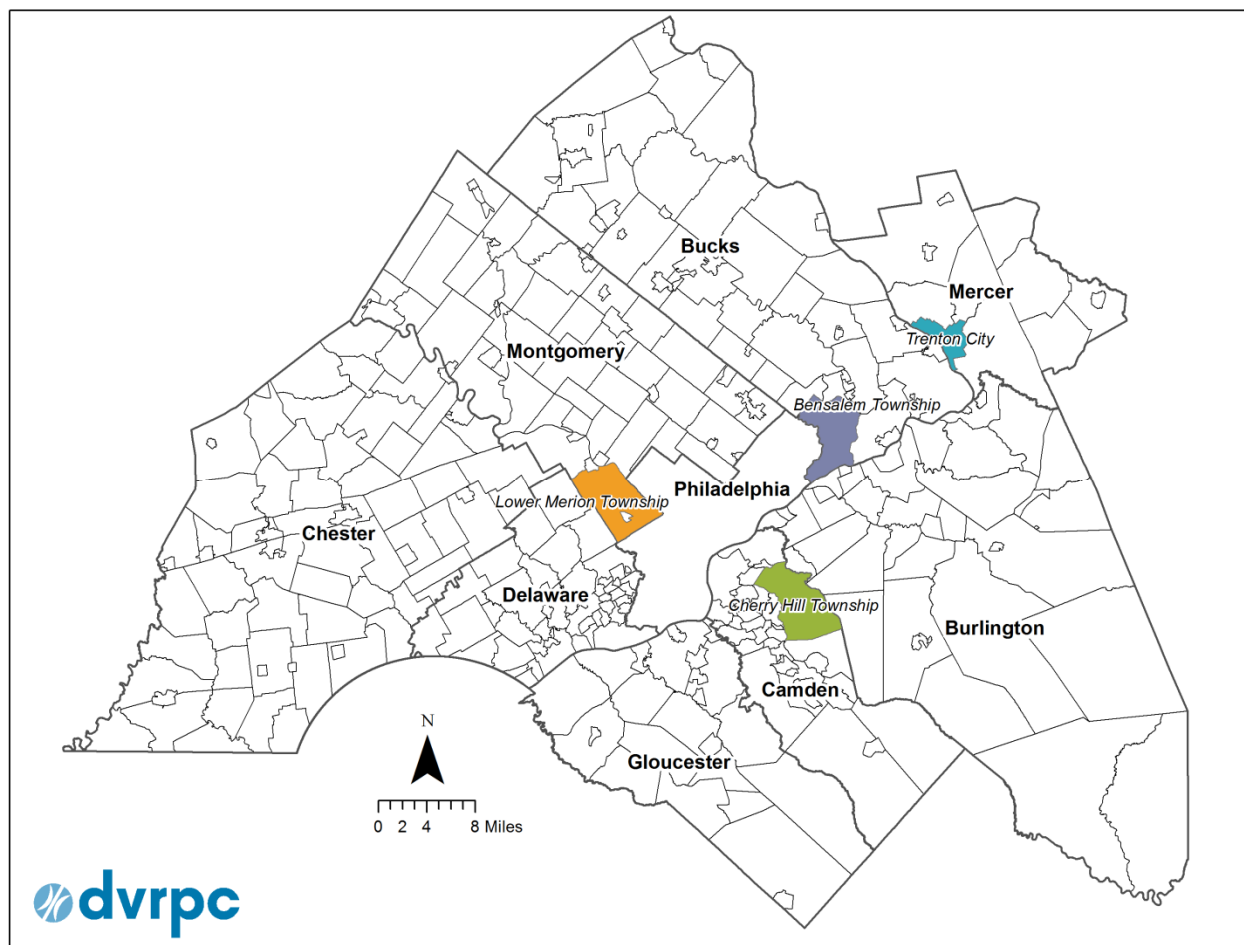 Bucks
Mercer
Trenton City
Montgomery
Bensalem Township
Philadelphia
Lower Merion Township
Chester
Delaware
Cherry Hill Township
Burlington
Camden
N
Gloucester
0 2 4 8 Miles
dvrpc